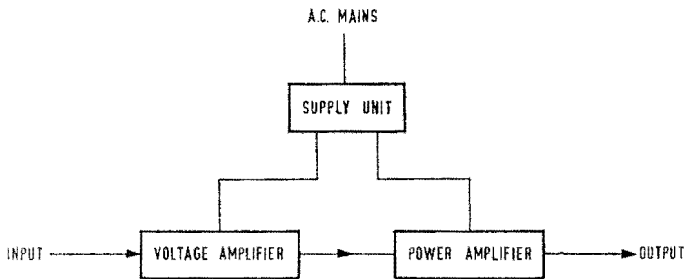 A.C. MAINS
SUPPLY UNIT
INPUT
VOLTAGE AMPLIFIER
POWER AMPLIFIER
OUTPUT